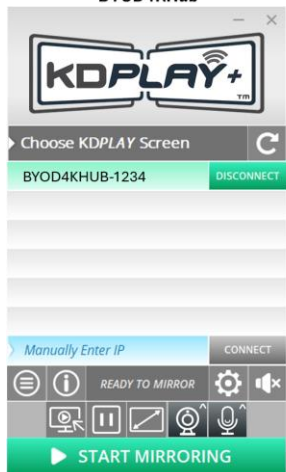 KDPLAY+
TM
Choose KDPLAY Screen
BYOD4KHUB-1234 DISCONNECT
Manually Enter IP CONNECT
READY TO MIRROR
START MIRRORING